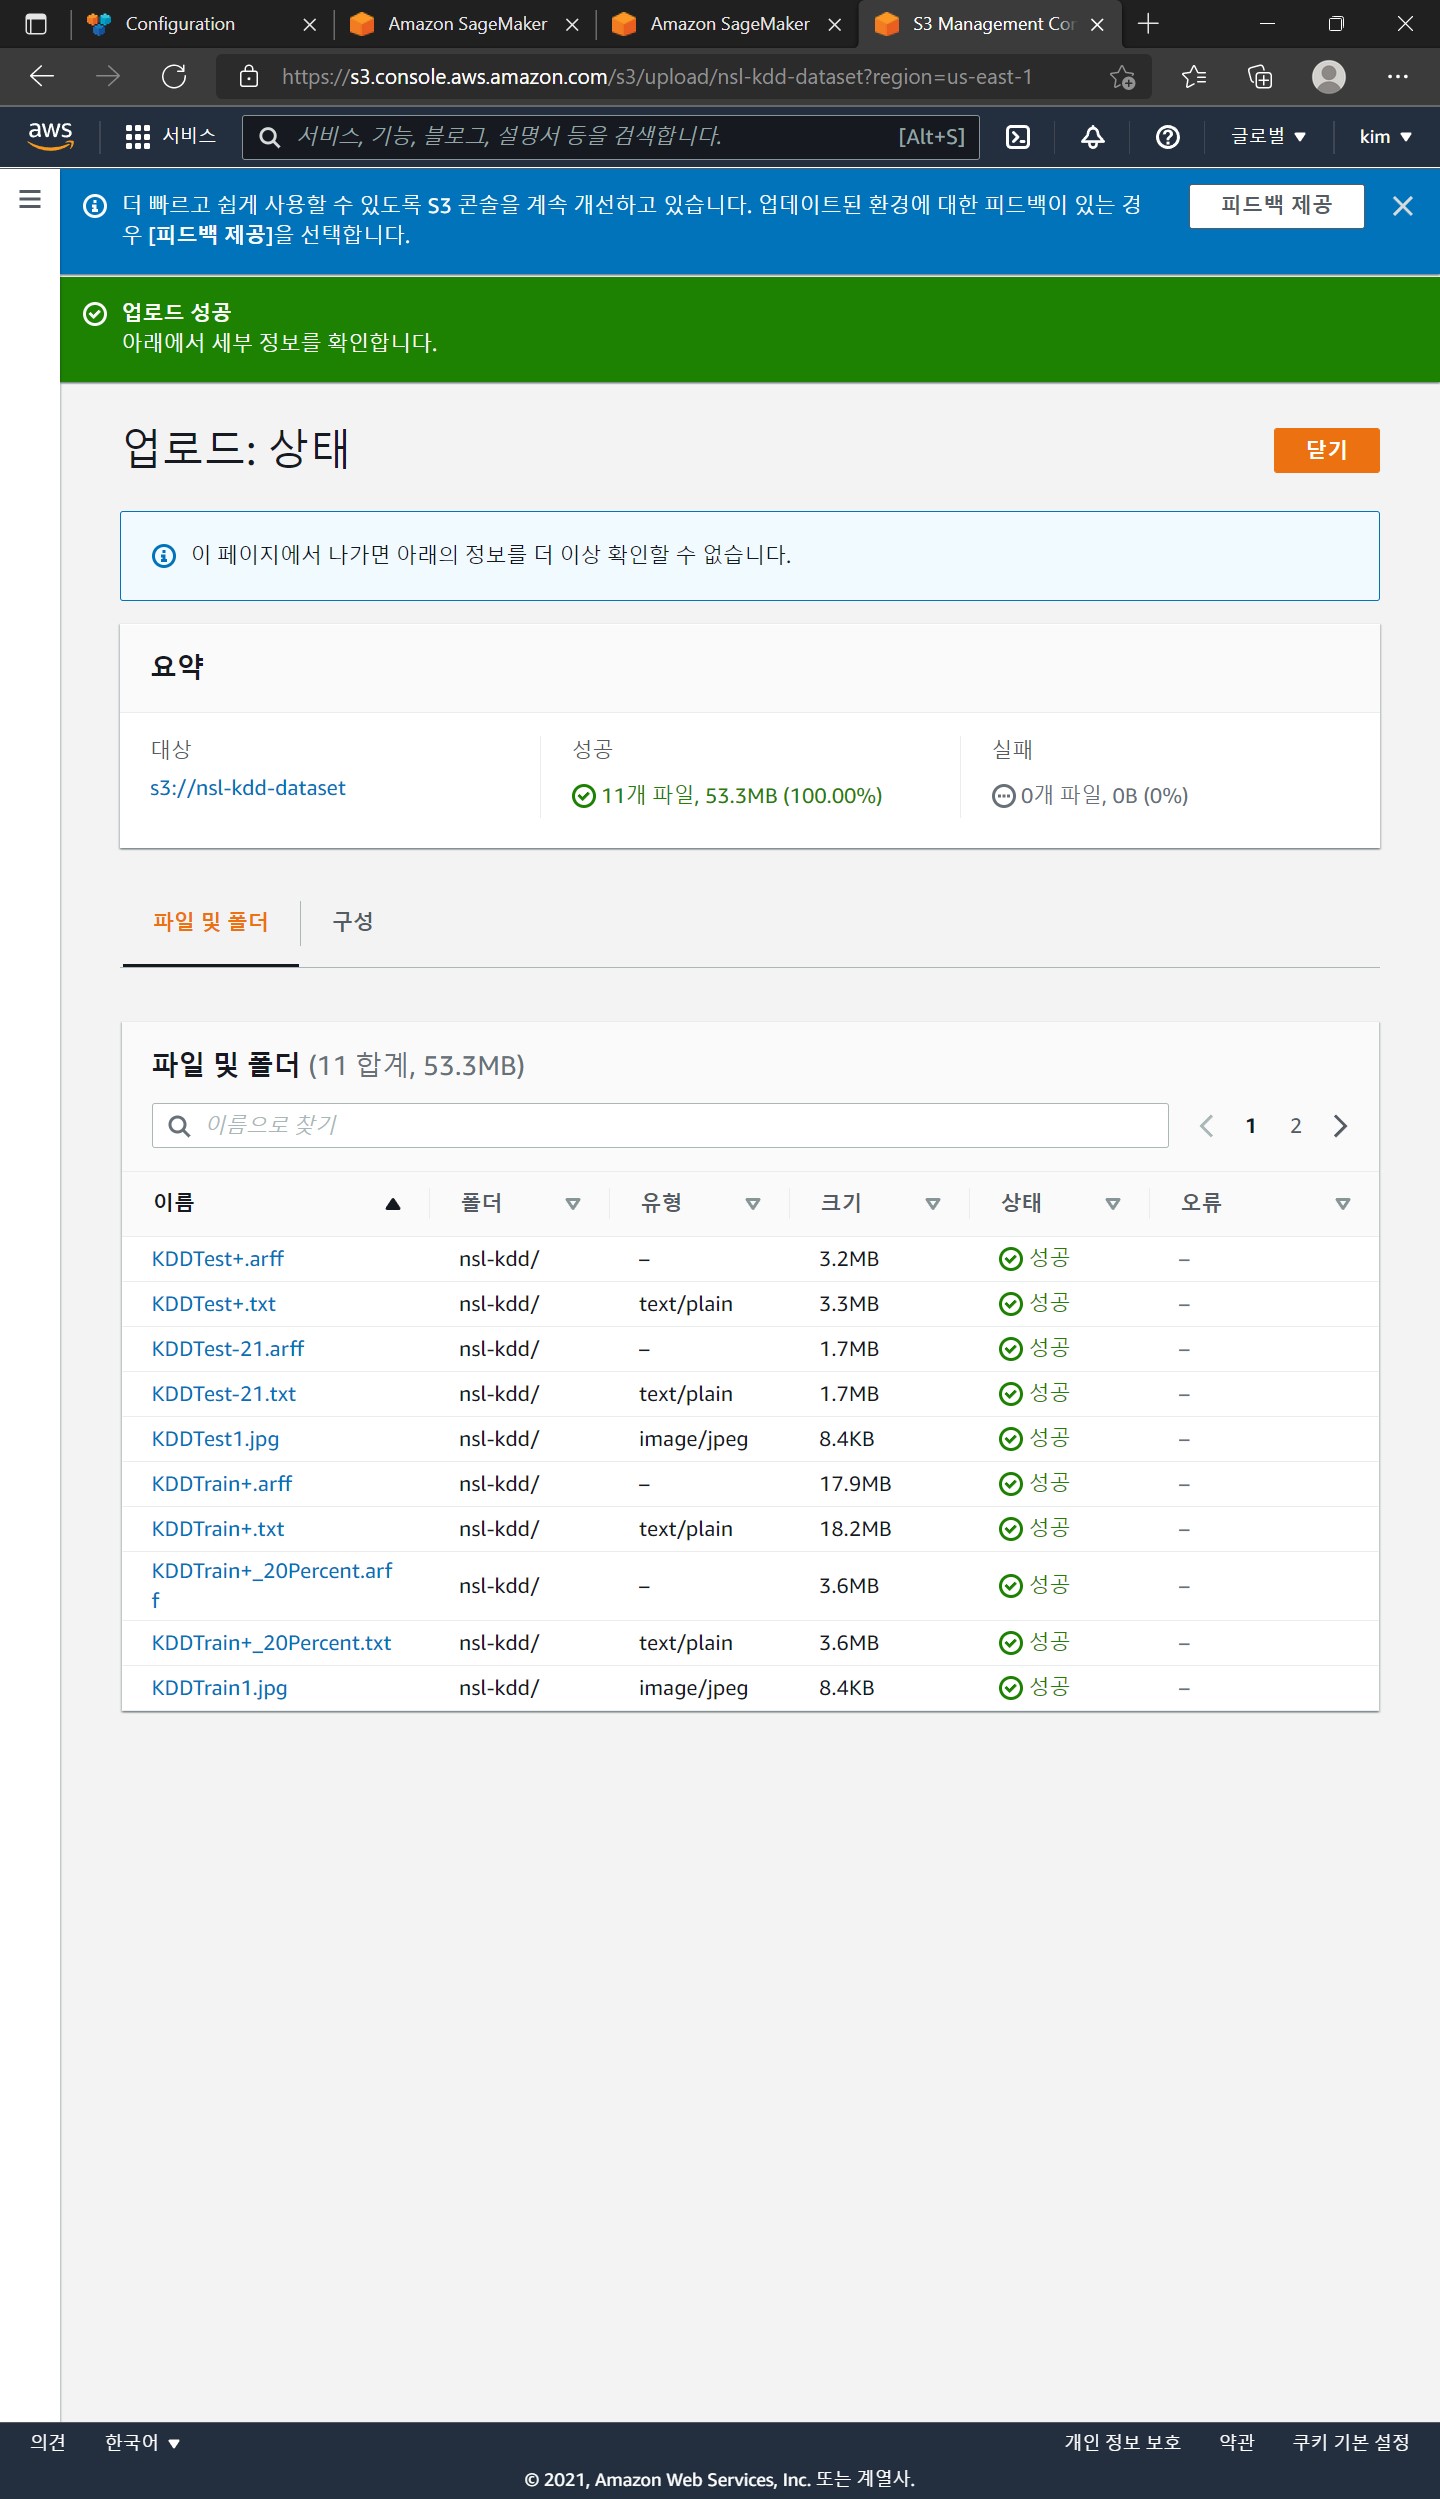 Configuration
Amazon SageMaker
Amazon SageMaker
S3 Management Cor
https://s3.console.aws.amazon.com/s3/upload/nsl-kdd-dataset?region=us-east-1
aws
서비스
서비스, 기능, 블로그, 설명서 등을 검색합니다.
[Alt+S]
글로벌 ▼
kim ▼
더 빠르고 쉽게 사용할 수 있도록 S3 콘솔을 계속 개선하고 있습니다. 업데이트된 환경에 대한 피드백이 있는 경
우 [피드백 제공]을 선택합니다.
피드백 제공
업로드 성공
아래에서 세부 정보를 확인합니다.
업로드: 상태
닫기
이 페이지에서 나가면 아래의 정보를 더 이상 확인할 수 없습니다.
요약
대상
s3://nsl-kdd-dataset
성공
11개 파일, 53.3MB (100.00%)
실패
0개 파일, 0B (0%)
파일 및 폴더
구성
파일 및 폴더 (11 합계, 53.3MB)
이름으로 찾기
1 2
이름 폴더 유형 크기 상태 오류
KDDTest+.arff nsl-kdd/ – 3.2MB 성공 –
KDDTest+.txt nsl-kdd/ text/plain 3.3MB 성공 –
KDDTest-21.arff nsl-kdd/ – 1.7MB 성공 –
KDDTest-21.txt nsl-kdd/ text/plain 1.7MB 성공 –
KDDTest1.jpg nsl-kdd/ image/jpeg 8.4KB 성공 –
KDDTrain+.arff nsl-kdd/ – 17.9MB 성공 –
KDDTrain+.txt nsl-kdd/ text/plain 18.2MB 성공 –
KDDTrain+_20Percent.arf
f nsl-kdd/ – 3.6MB 성공 –
KDDTrain+_20Percent.txt nsl-kdd/ text/plain 3.6MB 성공 –
KDDTrain1.jpg nsl-kdd/ image/jpeg 8.4KB 성공 –
의견
한국어 ▼
개인 정보 보호
약관
쿠키 기본 설정
© 2021, Amazon Web Services, Inc. 또는 계열사.